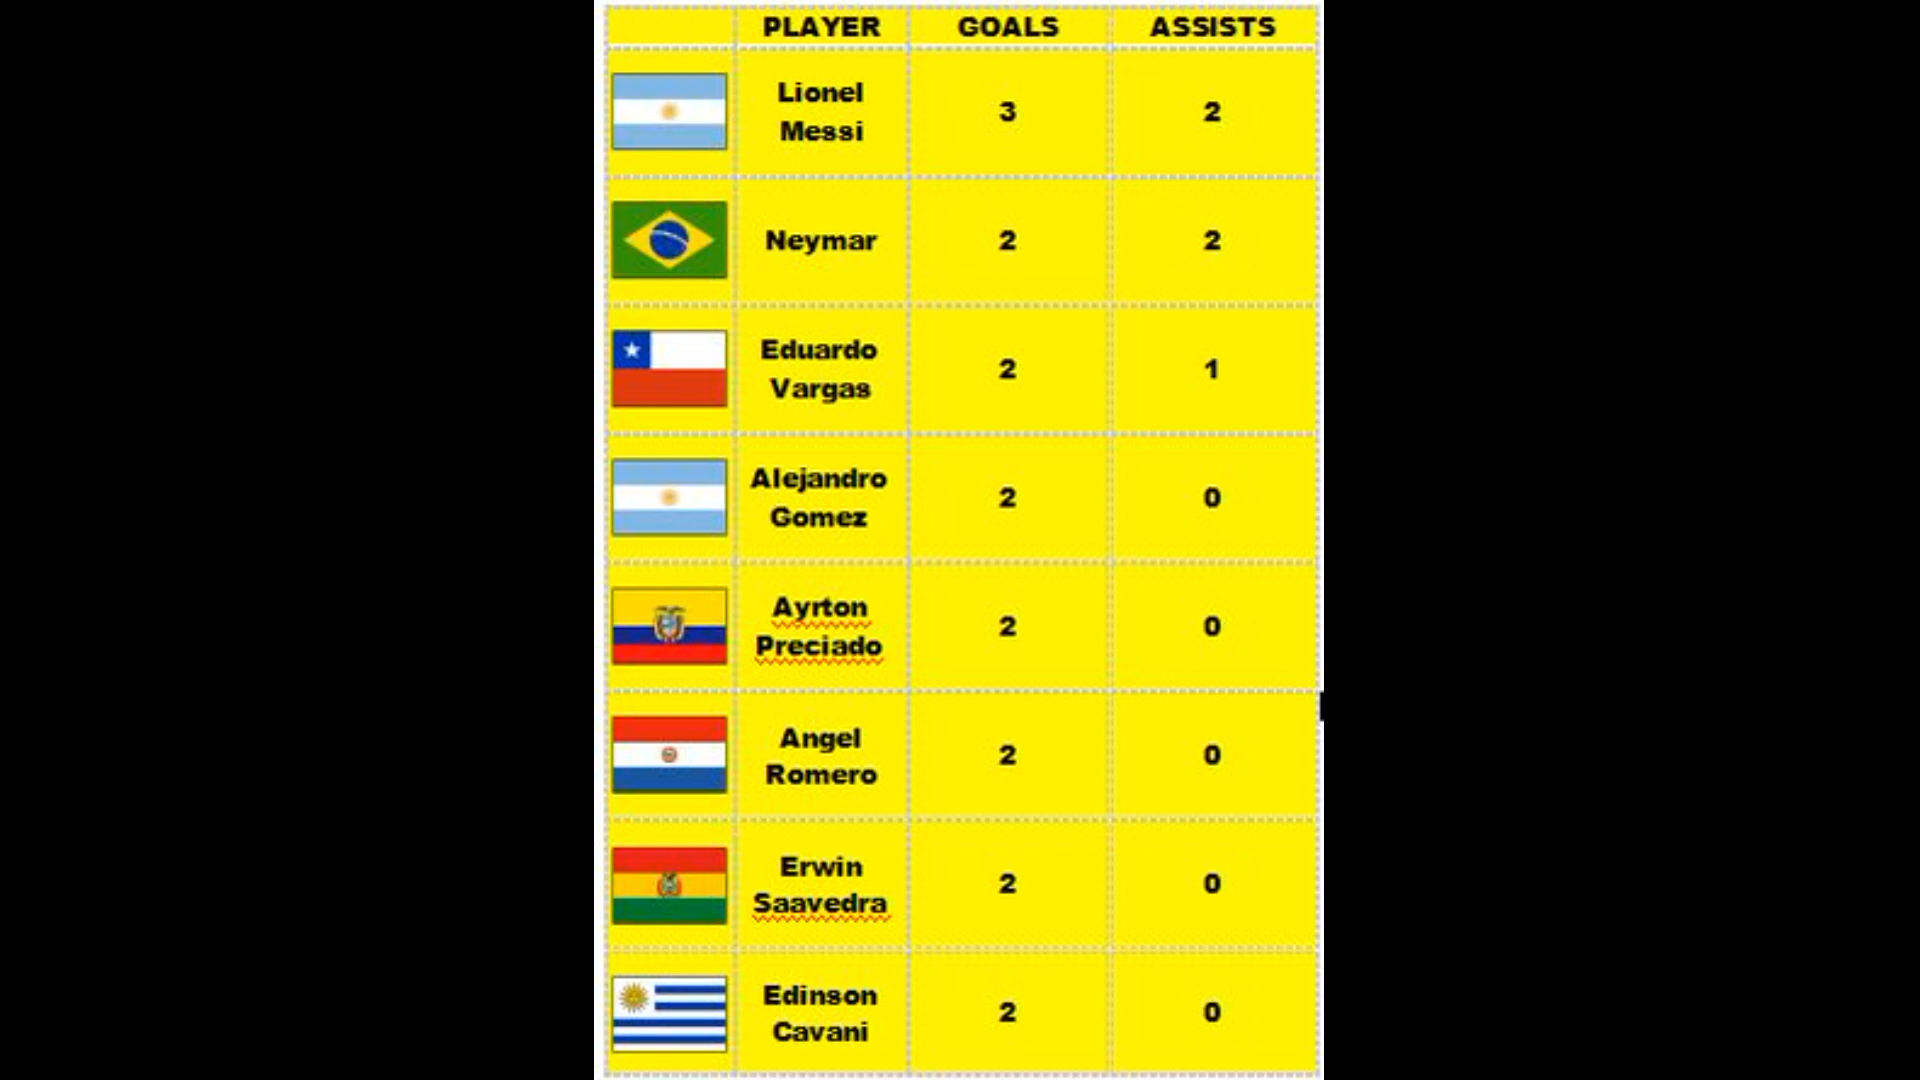 PLAYER GOALS ASSISTS
Lionel
Messi 3 2
Neymar 2 2
Eduardo
Vargas 2 1
Alejandro
Gomez 2 0
Ayrton
Preciado 2 0
Angel
Romero 2 0
Erwin
Saavedra 2 0
Edinson
Cavani 2 0